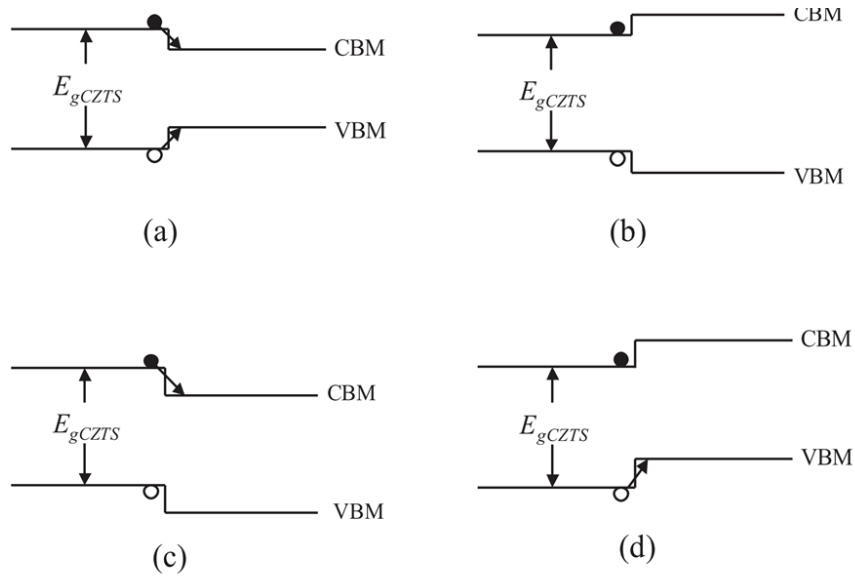 CBM
E_gCZTS
VBM
(a)
CBM
E_gCZTS
VBM
(b)
CBM
E_gCZTS
VBM
(c)
CBM
E_gCZTS
VBM
(d)